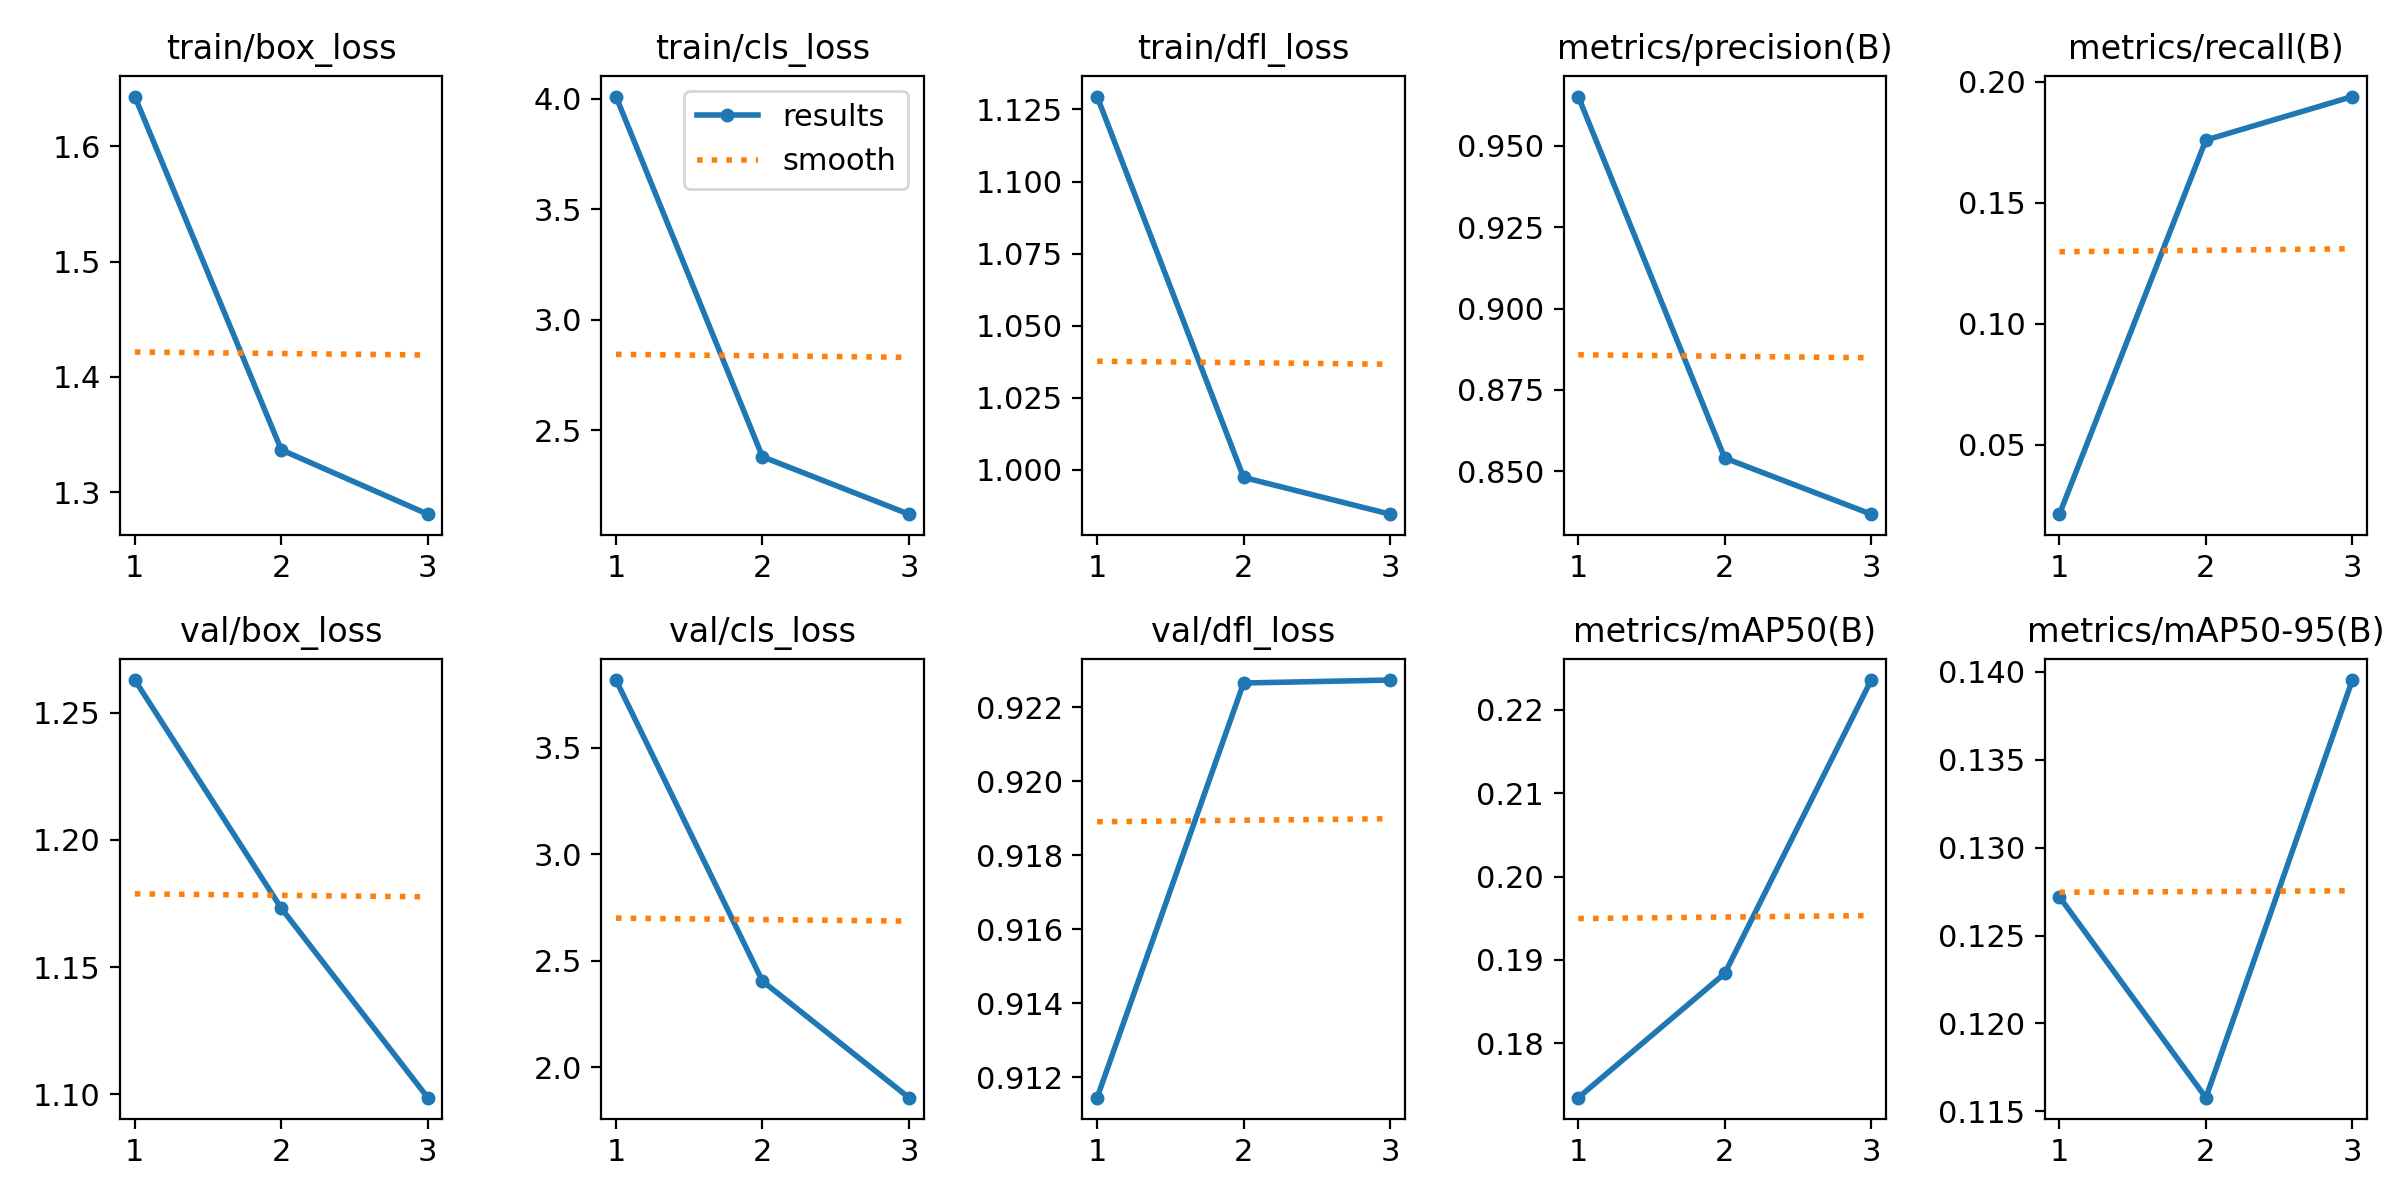 train/box_loss
1.6
1.5
1.4
1.3
1 2 3
train/cls_loss
results
smooth
4.0
3.5
3.0
2.5
1 2 3
train/dfl_loss
1.125
1.100
1.075
1.050
1.025
1.000
1 2 3
metrics/precision(B)
0.950
0.925
0.900
0.875
0.850
1 2 3
metrics/recall(B)
0.20
0.15
0.10
0.05
1 2 3
val/box_loss
1.25
1.20
1.15
1.10
1 2 3
val/cls_loss
3.5
3.0
2.5
2.0
1 2 3
val/dfl_loss
0.922
0.920
0.918
0.916
0.914
0.912
1 2 3
metrics/mAP50(B)
0.22
0.21
0.20
0.19
0.18
1 2 3
metrics/mAP50-95(B)
0.140
0.135
0.130
0.125
0.120
0.115
1 2 3